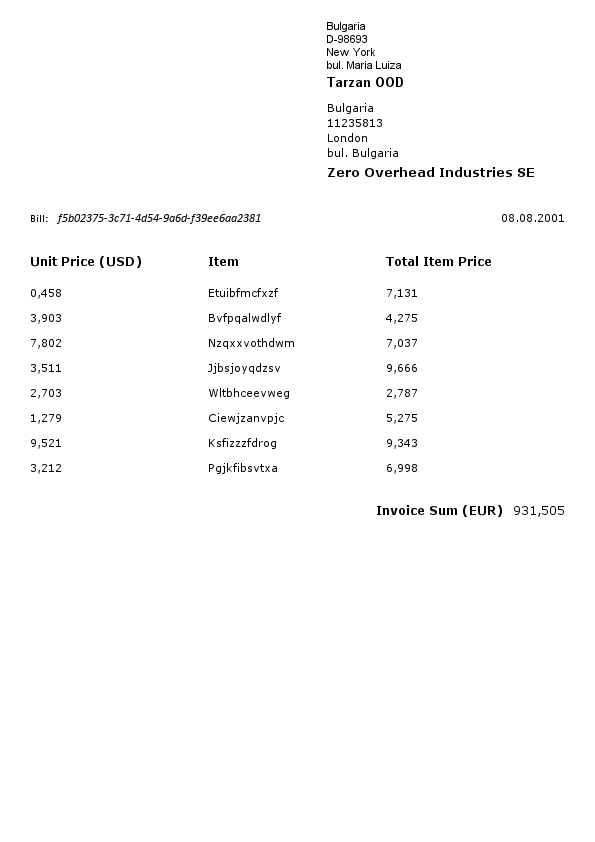 Bulgaria
D-98693
New York
bul. Maria Luiza
Tarzan OOD
Bulgaria
11235813
London
bul. Bulgaria
Zero Overhead Industries SE
Bill: f5b02375-3c71-4d54-9a6d-f39ee6aa2381 08.08.2001
Unit Price (USD) Item Total Item Price
0,458 Etuibfmcfxzf 7,131
3,903 Bvfpqalwdlyf 4,275
7,802 Nzqxxvothdwm 7,037
3,511 Jjbsjoyqdzsv 9,666
2,703 Wltbhceevweg 2,787
1,279 Ciewjzanvpjc 5,275
9,521 Ksfizzzfdrog 9,343
3,212 Pgjkfibsvtxa 6,998
Invoice Sum (EUR) 931,505